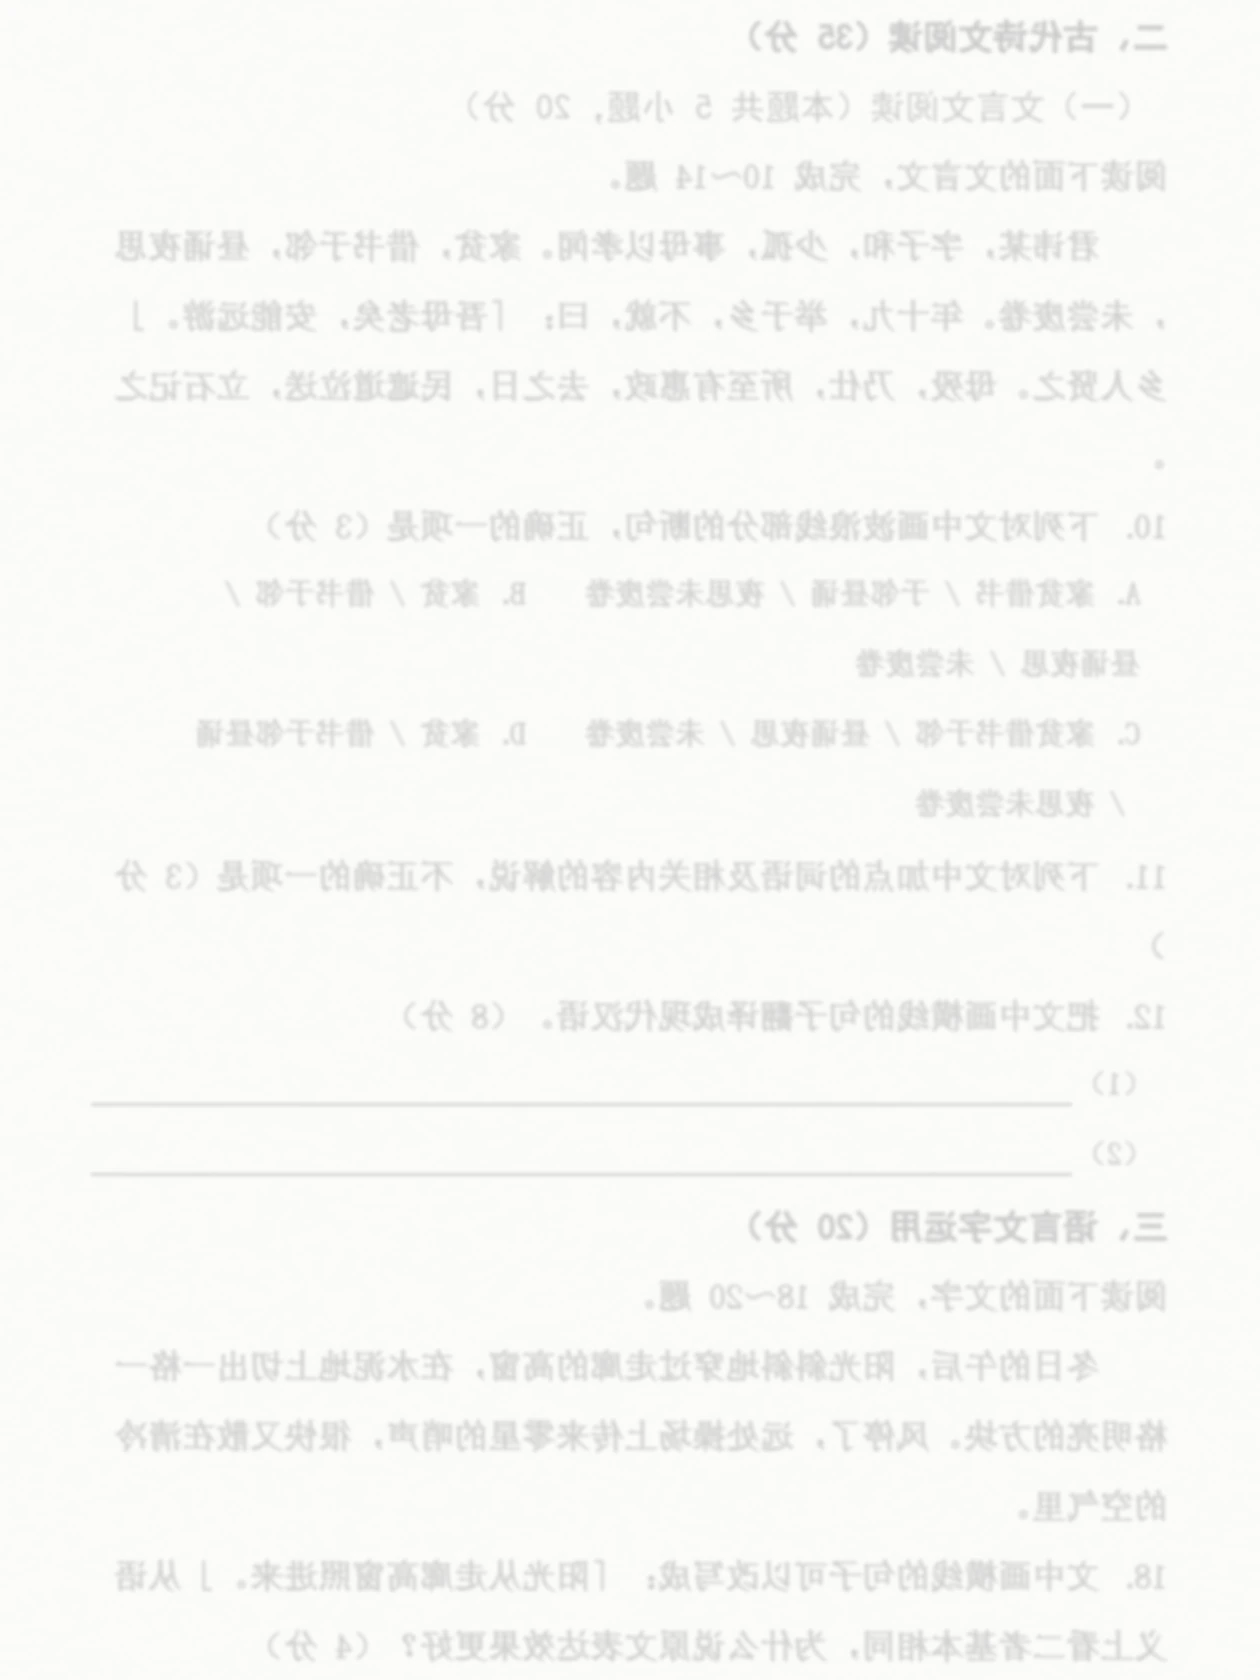 二、古代诗文阅读（35 分）
（一）文言文阅读（本题共 5 小题，20 分）
阅读下面的文言文，完成 10～14 题。
君讳某，字子和，少孤，事母以孝闻。家贫，借书于邻，昼诵夜思
，未尝废卷。年十九，举于乡，不就，曰：「吾母老矣，安能远游。」
乡人贤之。母殁，乃仕，所至有惠政，去之日，民遮道泣送，立石记之
。
10. 下列对文中画波浪线部分的断句，正确的一项是（3 分）
A. 家贫借书 / 于邻昼诵 / 夜思未尝废卷　B. 家贫 / 借书于邻 /
昼诵夜思 / 未尝废卷
C. 家贫借书于邻 / 昼诵夜思 / 未尝废卷　D. 家贫 / 借书于邻昼诵
/ 夜思未尝废卷
11. 下列对文中加点的词语及相关内容的解说，不正确的一项是（3 分
）
12. 把文中画横线的句子翻译成现代汉语。（8 分）
（1）
（2）
三、语言文字运用（20 分）
阅读下面的文字，完成 18～20 题。
冬日的午后，阳光斜斜地穿过走廊的高窗，在水泥地上切出一格一
格明亮的方块。风停了，远处操场上传来零星的哨声，很快又散在清冷
的空气里。
18. 文中画横线的句子可以改写成：「阳光从走廊高窗照进来。」从语
义上看二者基本相同，为什么说原文表达效果更好？（4 分）